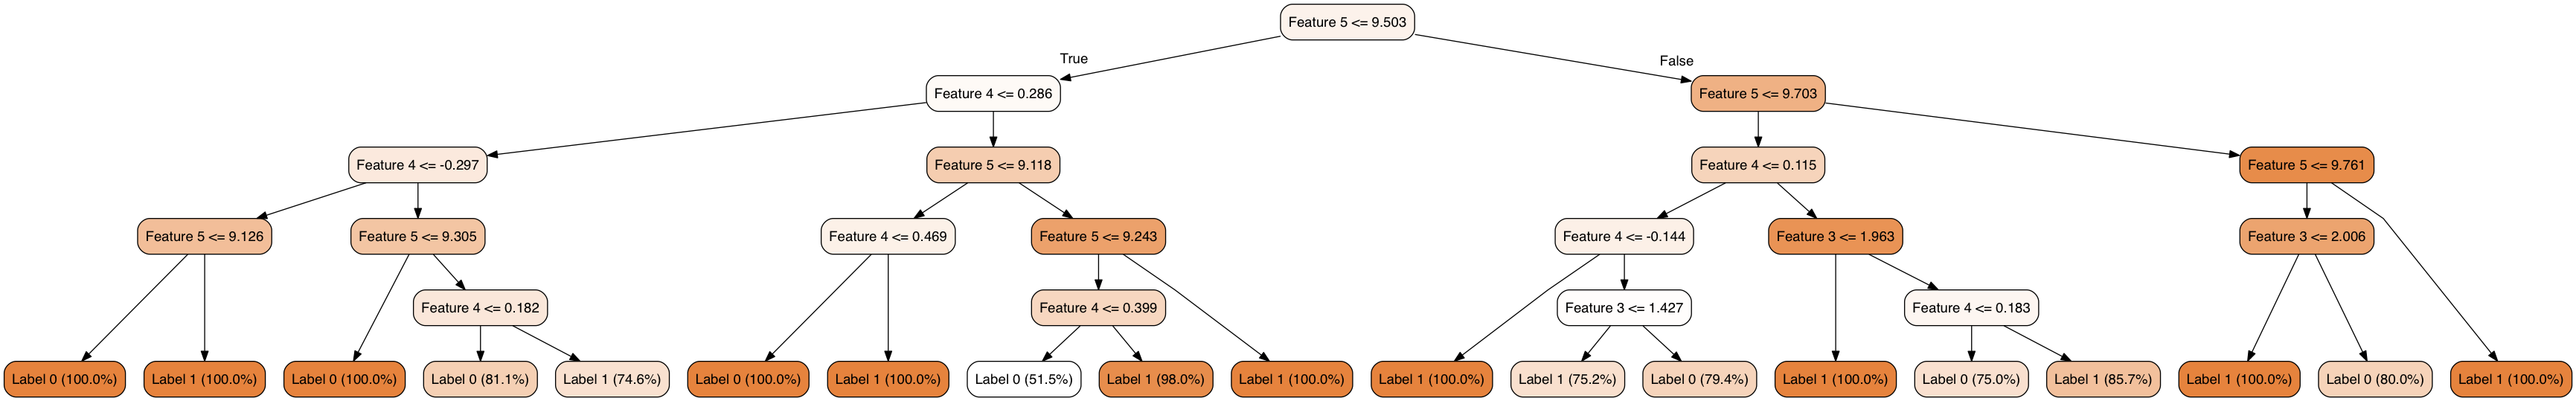 Feature 5 <= 9.503
True
False
Feature 4 <= 0.286
Feature 5 <= 9.703
Feature 4 <= -0.297
Feature 5 <= 9.118
Feature 4 <= 0.115
Feature 5 <= 9.761
Feature 5 <= 9.126
Feature 5 <= 9.305
Feature 4 <= 0.469
Feature 5 <= 9.243
Feature 4 <= -0.144
Feature 3 <= 1.963
Feature 3 <= 2.006
Feature 4 <= 0.182
Feature 4 <= 0.399
Feature 3 <= 1.427
Feature 4 <= 0.183
Label 0 (100.0%)
Label 1 (100.0%)
Label 0 (100.0%)
Label 0 (81.1%)
Label 1 (74.6%)
Label 0 (100.0%)
Label 1 (100.0%)
Label 0 (51.5%)
Label 1 (98.0%)
Label 1 (100.0%)
Label 1 (100.0%)
Label 1 (75.2%)
Label 0 (79.4%)
Label 1 (100.0%)
Label 0 (75.0%)
Label 1 (85.7%)
Label 1 (100.0%)
Label 0 (80.0%)
Label 1 (100.0%)